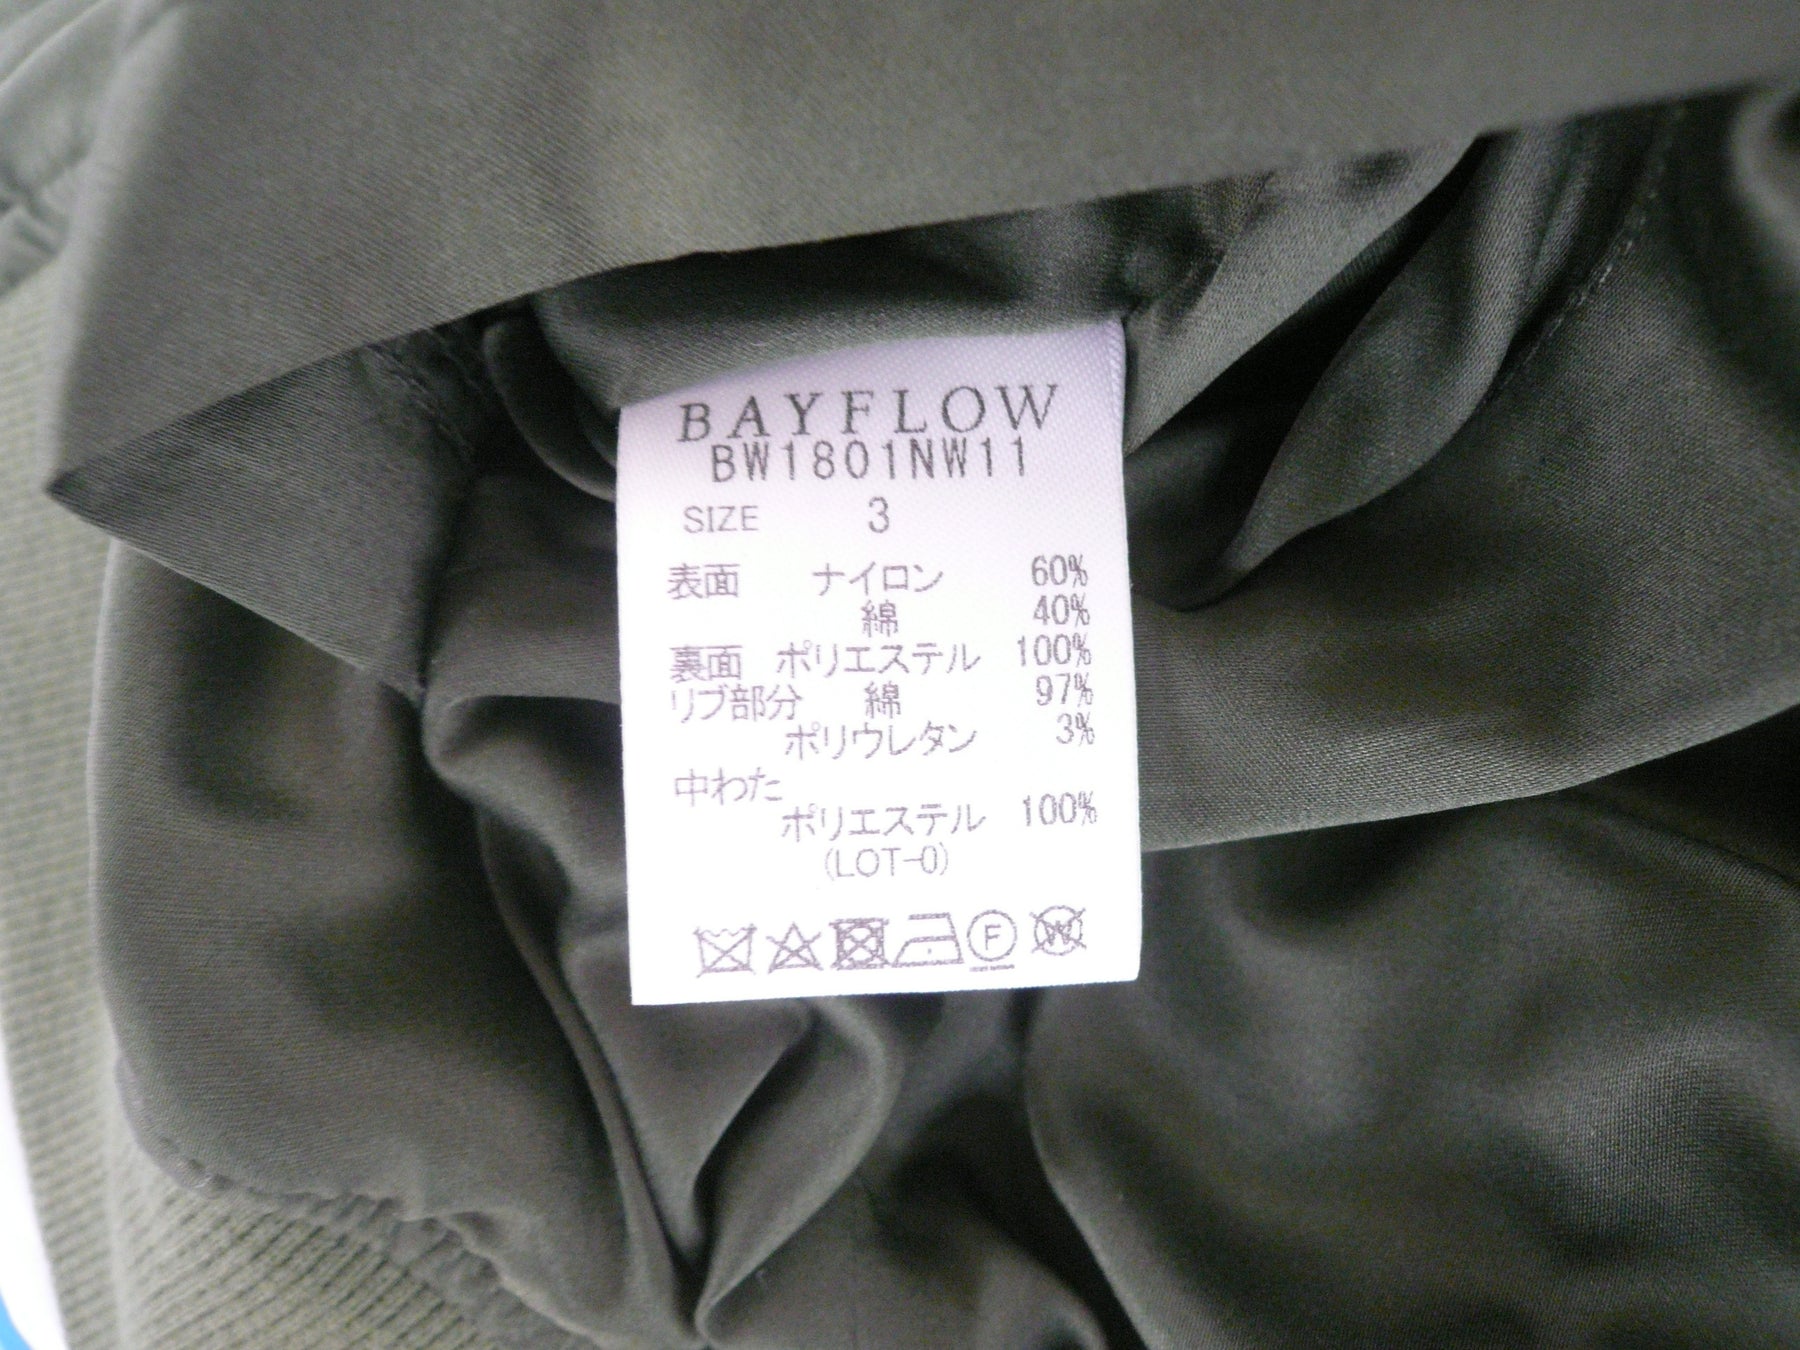 BAYFLOW
BW1801NW11
SIZE 3
表面 ナイロン 60%
綿 40%
裏面 ポリエステル 100%
リブ部分 綿 97%
ポリウレタン 3%
中わた
ポリエステル 100%
(LOT-0)
F W